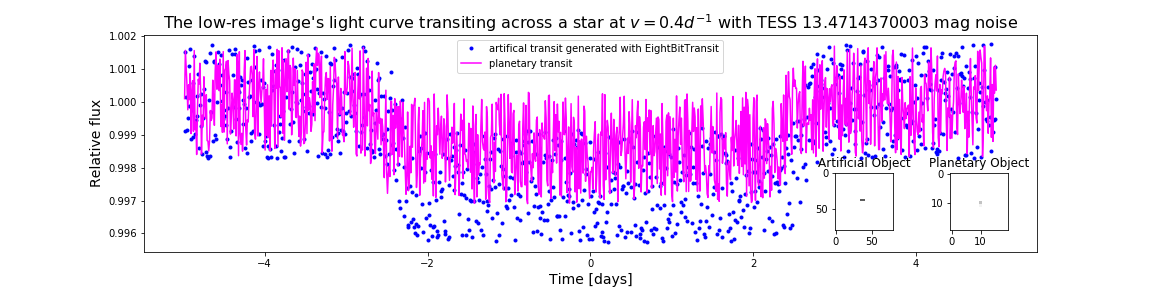 The low-res image's light curve transiting across a star at v = 0.4d⁻¹ with TESS 13.4714370003 mag noise
artifical transit generated with EightBitTransit
planetary transit
Relative flux
1.002
1.001
1.000
0.999
0.998
0.997
0.996
Artificial Object
0
50
0 50
Planetary Object
0
10
0 10
−4 −2 0 2 4
Time [days]